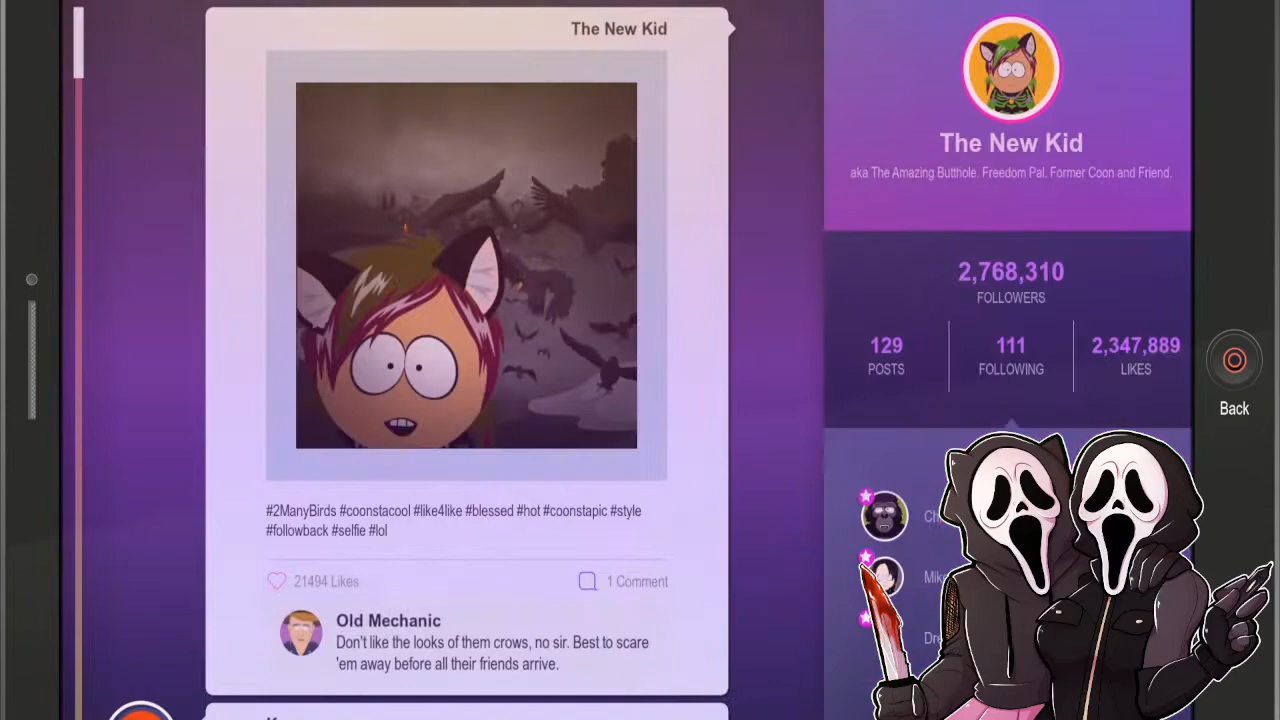 The New Kid
#2ManyBirds #coonstacool #like4like #blessed #hot #coonstapic #style
#followback #selfie #lol
21494 Likes
1 Comment
Old Mechanic
Don't like the looks of them crows, no sir. Best to scare
'em away before all their friends arrive.
The New Kid
aka The Amazing Butthole. Freedom Pal. Former Coon and Friend.
2,768,310
FOLLOWERS
129
POSTS
111
FOLLOWING
2,347,889
LIKES
Back